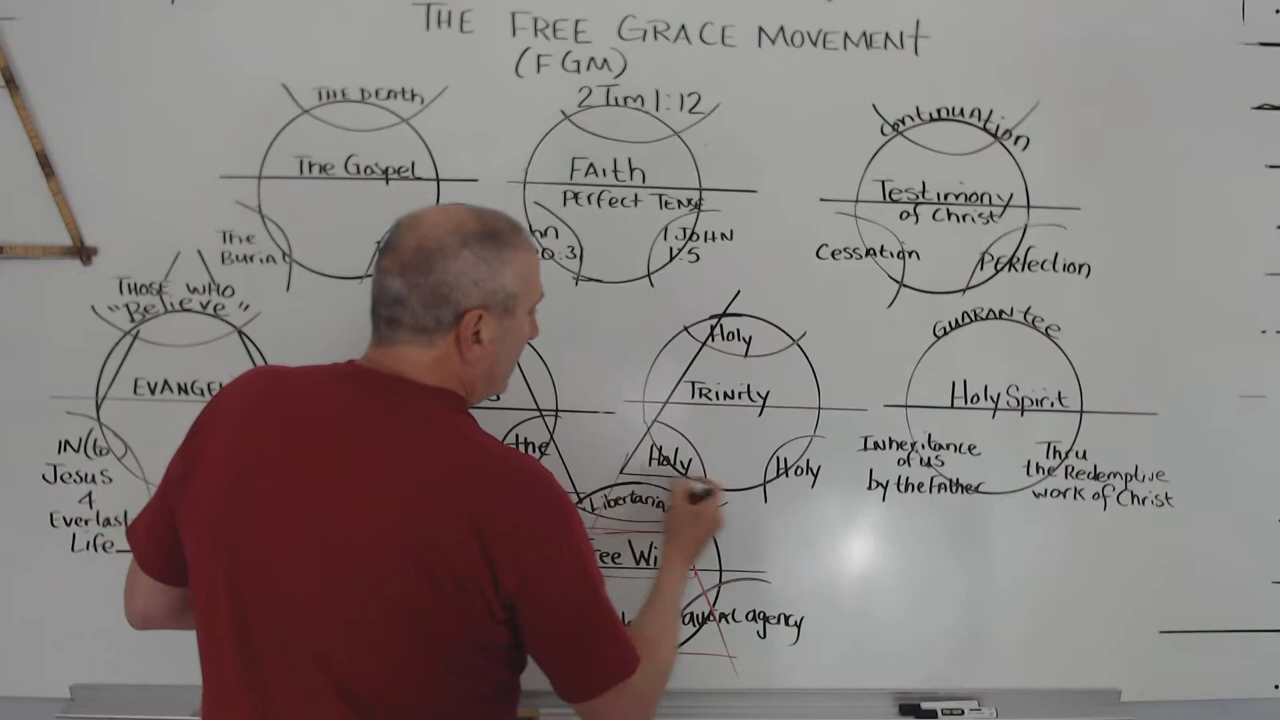 THE FREE GRACE MOVEMENT
(FGM)
THE DEATH
The Gospel
The
Burial
2 Tim 1:12
FAith
PErfect TENSE
1 JOHN
1:5
Continuation
Testimony
of Christ
Cessation
PERfection
THOSE WHO
"Believe"
EVANGEL
IN(to)
Jesus
4
Everlast
Life
the
Holy
TRINITY
Holy
Holy
GUARANtee
Holy Spirit
Inheritance
of us
by the Father
Thru
the Redemptive
work of Christ
Libertaria
ree Wi
ausAL agency